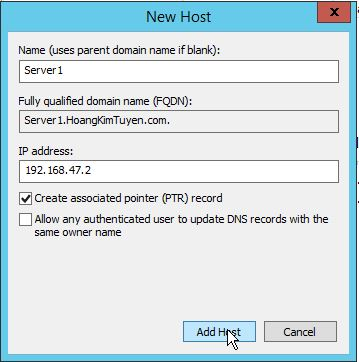 New Host
x
Name (uses parent domain name if blank):
Server1
Fully qualified domain name (FQDN):
Server1.HoangKimTuyen.com.
IP address:
192.168.47.2
Create associated pointer (PTR) record
Allow any authenticated user to update DNS records with the
same owner name
Add Host Cancel